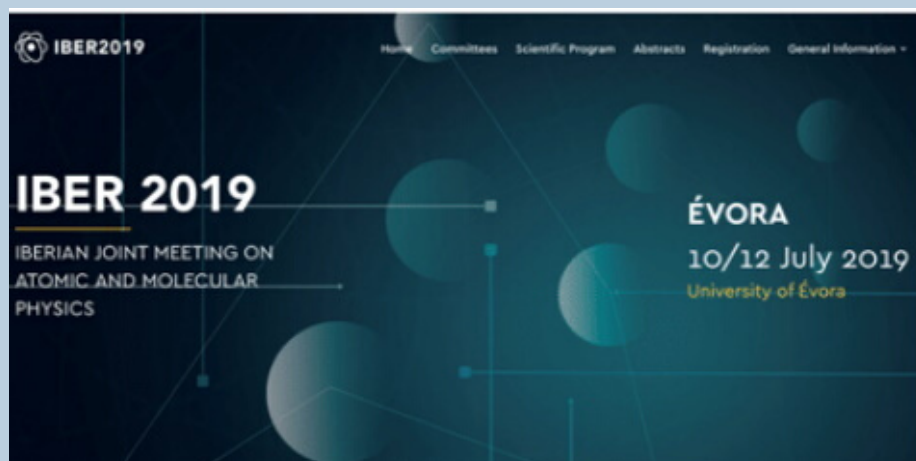 IBER2019
Home Committees Scientific Program Abstracts Registration General Information
IBER 2019
IBERIAN JOINT MEETING ON
ATOMIC AND MOLECULAR
PHYSICS
ÉVORA
10/12 July 2019
University of Évora